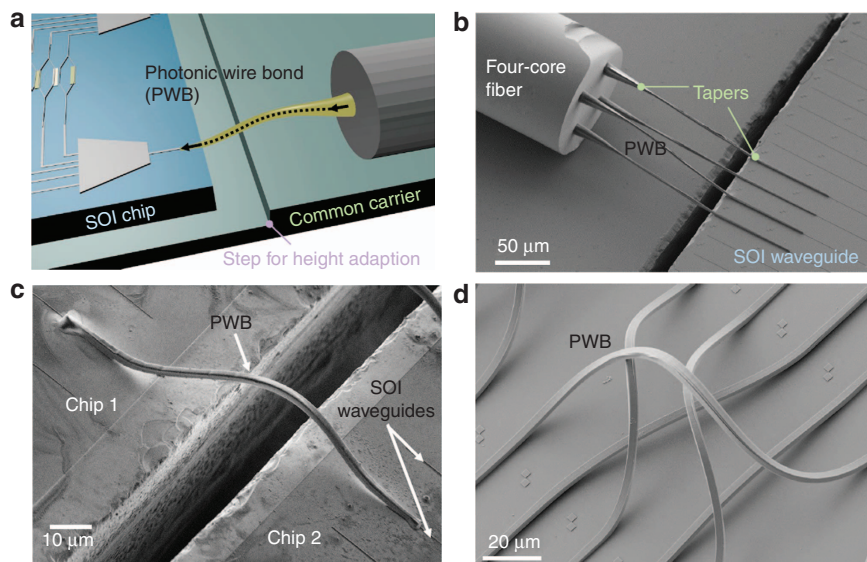 a
Photonic wire bond
(PWB)
SOI chip
Common carrier
Step for height adaption
b
Four-core
fiber
Tapers
PWB
50 μm
SOI waveguide
c
PWB
SOI
waveguides
Chip 1
Chip 2
10 μm
d
PWB
20 μm